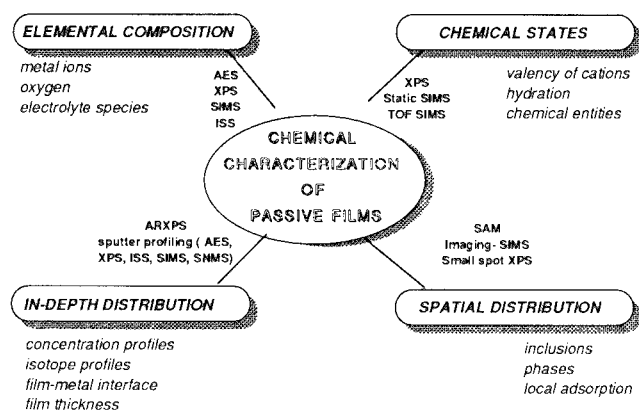 ELEMENTAL COMPOSITION
metal ions
oxygen
electrolyte species
AES
XPS
SIMS
ISS
CHEMICAL STATES
XPS
Static SIMS
TOF SIMS
valency of cations
hydration
chemical entities
CHEMICAL
CHARACTERIZATION
OF
PASSIVE FILMS
ARXPS
sputter profiling ( AES,
XPS, ISS, SIMS, SNMS)
IN-DEPTH DISTRIBUTION
concentration profiles
isotope profiles
film-metal interface
film thickness
SAM
Imaging- SIMS
Small spot XPS
SPATIAL DISTRIBUTION
inclusions
phases
local adsorption